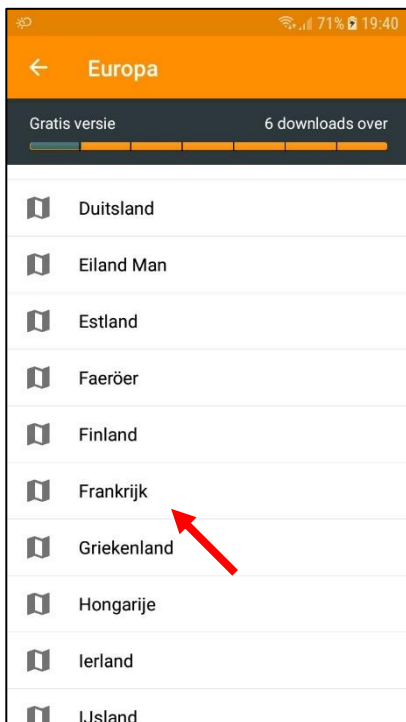 71% 19:40
Europa
Gratis versie 6 downloads over
Duitsland
Eiland Man
Estland
Faeröer
Finland
Frankrijk
Griekenland
Hongarije
Ierland
IJsland